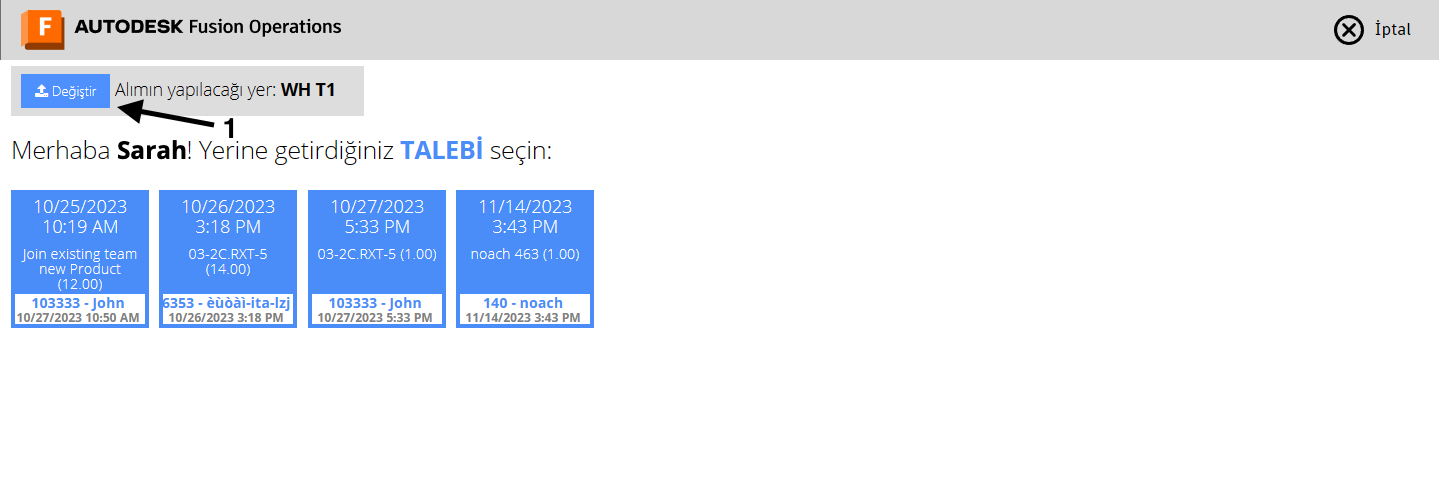 F AUTODESK Fusion Operations
İptal
Değiştir Alımın yapılacağı yer: WH T1
1
Merhaba Sarah! Yerine getirdiğiniz TALEBİ seçin:
10/25/2023
10:19 AM
Join existing team
new Product
(12.00)
103333 - John
10/27/2023 10:50 AM
10/26/2023
3:18 PM
03-2C.RXT-5
(14.00)
6353 - èùòàì-ita-lzj
10/26/2023 3:18 PM
10/27/2023
5:33 PM
03-2C.RXT-5 (1.00)
103333 - John
10/27/2023 5:33 PM
11/14/2023
3:43 PM
noach 463 (1.00)
140 - noach
11/14/2023 3:43 PM